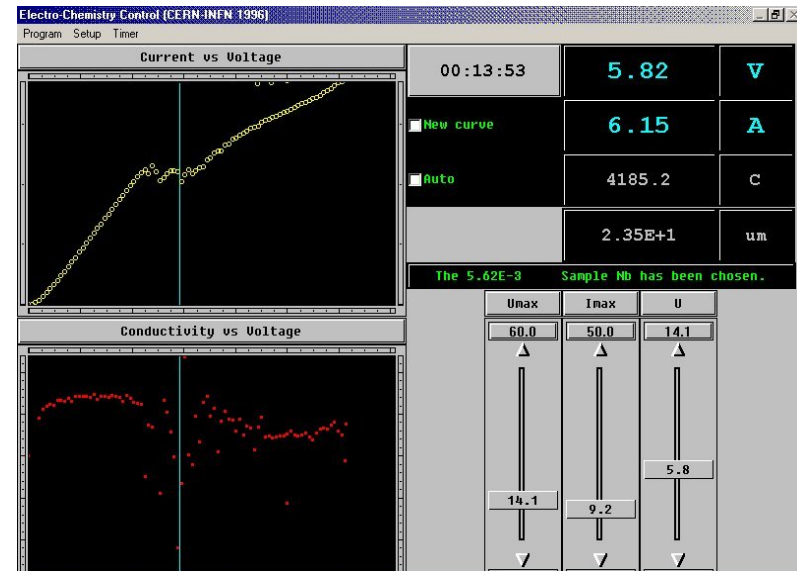 Electro-Chemistry Control (CERN-INFN 1996)
Program Setup Timer
Current vs Voltage
00:13:53
5.82 V
New curve
6.15 A
Auto
4185.2 C
2.35E+1 um
The 5.62E-3 Sample Nb has been chosen.
Umax Imax U
60.0 50.0 14.1
Conductivity vs Voltage
5.8
14.1
9.2